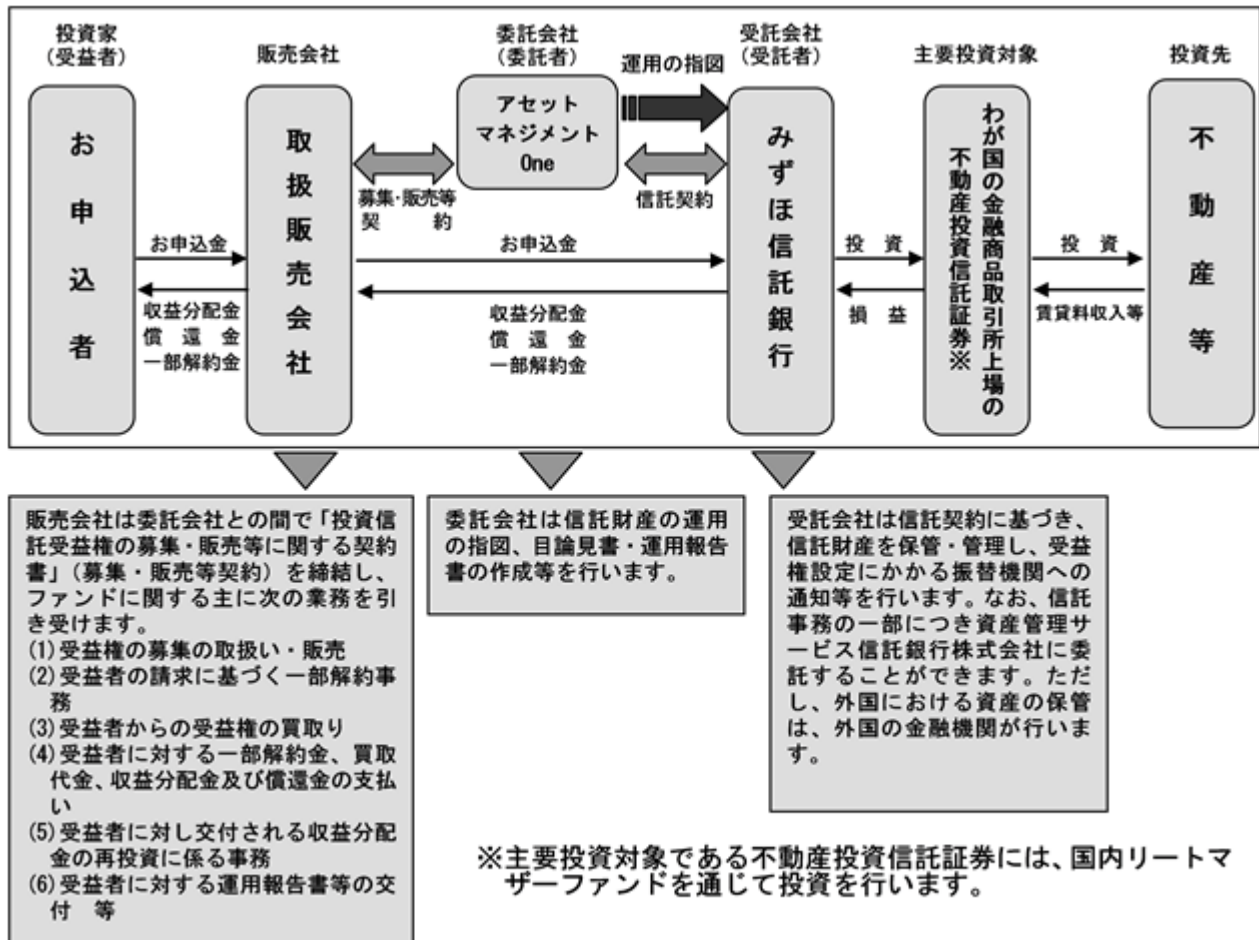 投資家
(受益者)
販売会社
委託会社
(委託者)
運用の指図
受託会社
(受託者)
主要投資対象
投資先
お申込者
取扱販売会社
アセット
マネジメント
One
みずほ信託銀行
わが国の金融商品取引所上場の
不動産投資信託証券※
不動産等
募集・販売等
契　約
信託契約
お申込金
収益分配金
償　還　金
一部解約金
お申込金
収益分配金
償　還　金
一部解約金
投　資
損　益
投　資
賃貸料収入等
販売会社は委託会社との間で「投資信
託受益権の募集・販売等に関する契約
書」(募集・販売等契約)を締結し、
ファンドに関する主に次の業務を引
き受けます。
(1)受益権の募集の取扱い・販売
(2)受益者の請求に基づく一部解約事
務
(3)受益者からの受益権の買取り
(4)受益者に対する一部解約金、買取
代金、収益分配金及び償還金の支払
い
(5)受益者に対し交付される収益分配
金の再投資に係る事務
(6)受益者に対する運用報告書等の交
付　等
委託会社は信託財産の運用
の指図、目論見書・運用報告
書の作成等を行います。
受託会社は信託契約に基づき、
信託財産を保管・管理し、受益
権設定にかかる振替機関への
通知等を行います。なお、信託
事務の一部につき資産管理サ
ービス信託銀行株式会社に委
託することができます。ただ
し、外国における資産の保管
は、外国の金融機関が行いま
す。
※主要投資対象である不動産投資信託証券には、国内リートマ
ザーファンドを通じて投資を行います。